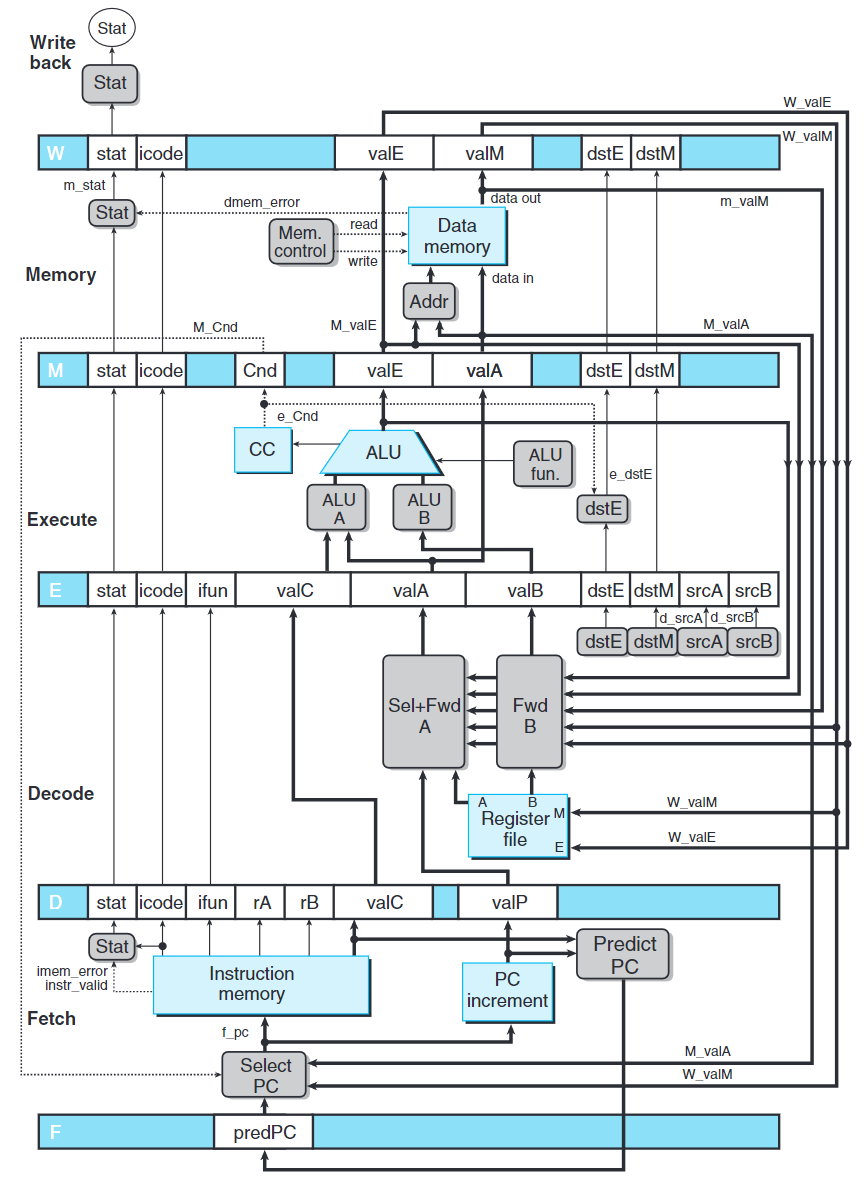 Stat
Write
back
Stat
W_valE
W_valM
W stat icode valE valM dstE dstM
m_stat
data out
m_valM
dmem_error
Stat
read
Mem.
control
write
Data
memory
Memory
data in
Addr
M_valE
M_valA
M_Cnd
M stat icode Cnd valE valA dstE dstM
e_Cnd
CC
ALU
ALU
fun.
e_dstE
ALU
A
ALU
B
dstE
Execute
E stat icode ifun valC valA valB dstE dstM srcA srcB
d_srcA d_srcB
dstE dstM srcA srcB
Sel+Fwd
A
Fwd
B
Decode
A B
Register
file
M
E
W_valM
W_valE
D stat icode ifun rA rB valC valP
Stat
imem_error
instr_valid
Instruction
memory
PC
increment
Predict
PC
Fetch
f_pc
Select
PC
M_valA
W_valM
F predPC